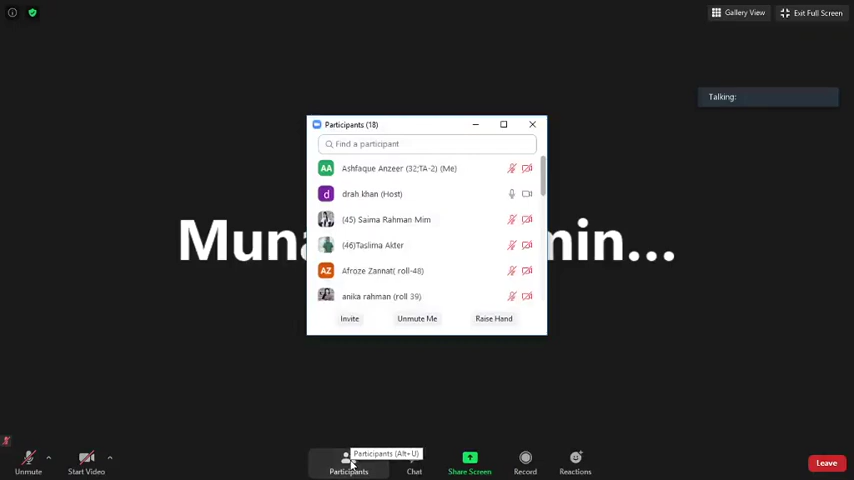 Gallery View
Exit Full Screen
Talking:
Participants (18)
Find a participant
AA Ashfaque Anzeer (32;TA-2) (Me)
d drah khan (Host)
(45) Saima Rahman Mim
(46)Taslima Akter
AZ Afroze Zannat( roll-48)
anika rahman (roll 39)
Invite Unmute Me Raise Hand
Participants (Alt+U)
Unmute Start Video Participants Chat Share Screen Record Reactions Leave